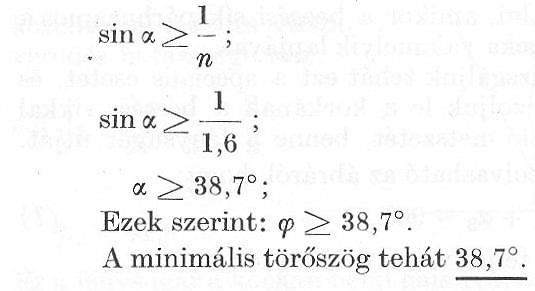 sin α ≥ 1/n ;
sin α ≥ 1/1,6 ;
α ≥ 38,7°;
Ezek szerint: φ ≥ 38,7°.
A minimális törőszög tehát 38,7°.